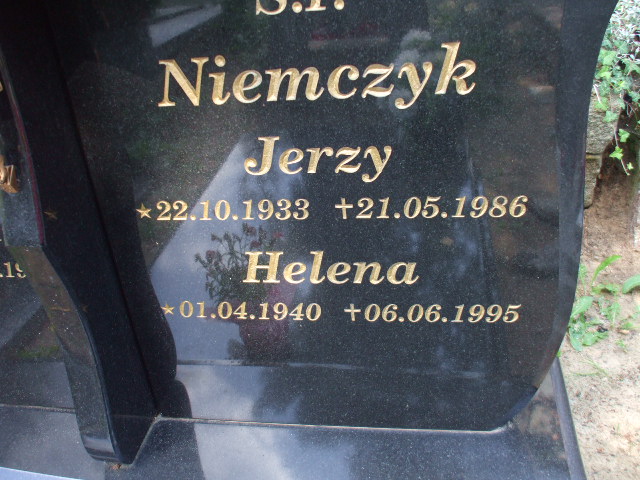 Ś.P.
Niemczyk
Jerzy
★22.10.1933 ✝21.05.1986
Helena
★01.04.1940 ✝06.06.1995